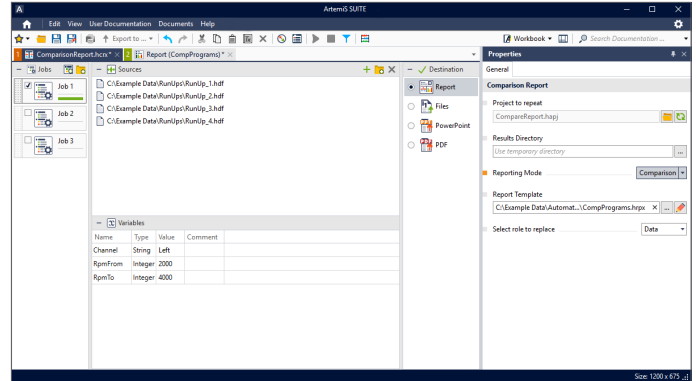 ArtemiS SUITE
Edit View User Documentation Documents Help
Export to ... Workbook Search Documentation ...
1 ComparisonReport.hcrx* 2 Report (CompPrograms)*
Jobs
Job 1
Job 2
Job 3
Sources
C:\Example Data\RunUps\RunUp_1.hdf
C:\Example Data\RunUps\RunUp_2.hdf
C:\Example Data\RunUps\RunUp_3.hdf
C:\Example Data\RunUps\RunUp_4.hdf
Variables
Name Type Value Comment
Channel String Left
RpmFrom Integer 2000
RpmTo Integer 4000
Destination
Report
Files
PowerPoint
PDF
Properties
General
Comparison Report
Project to repeat
CompareReport.hapj
Results Directory
Use temporary directory ...
Reporting Mode Comparison
Report Template
C:\Example Data\Automat...\CompPrograms.hrpx ...
Select role to replace Data
Size: 1200 x 675